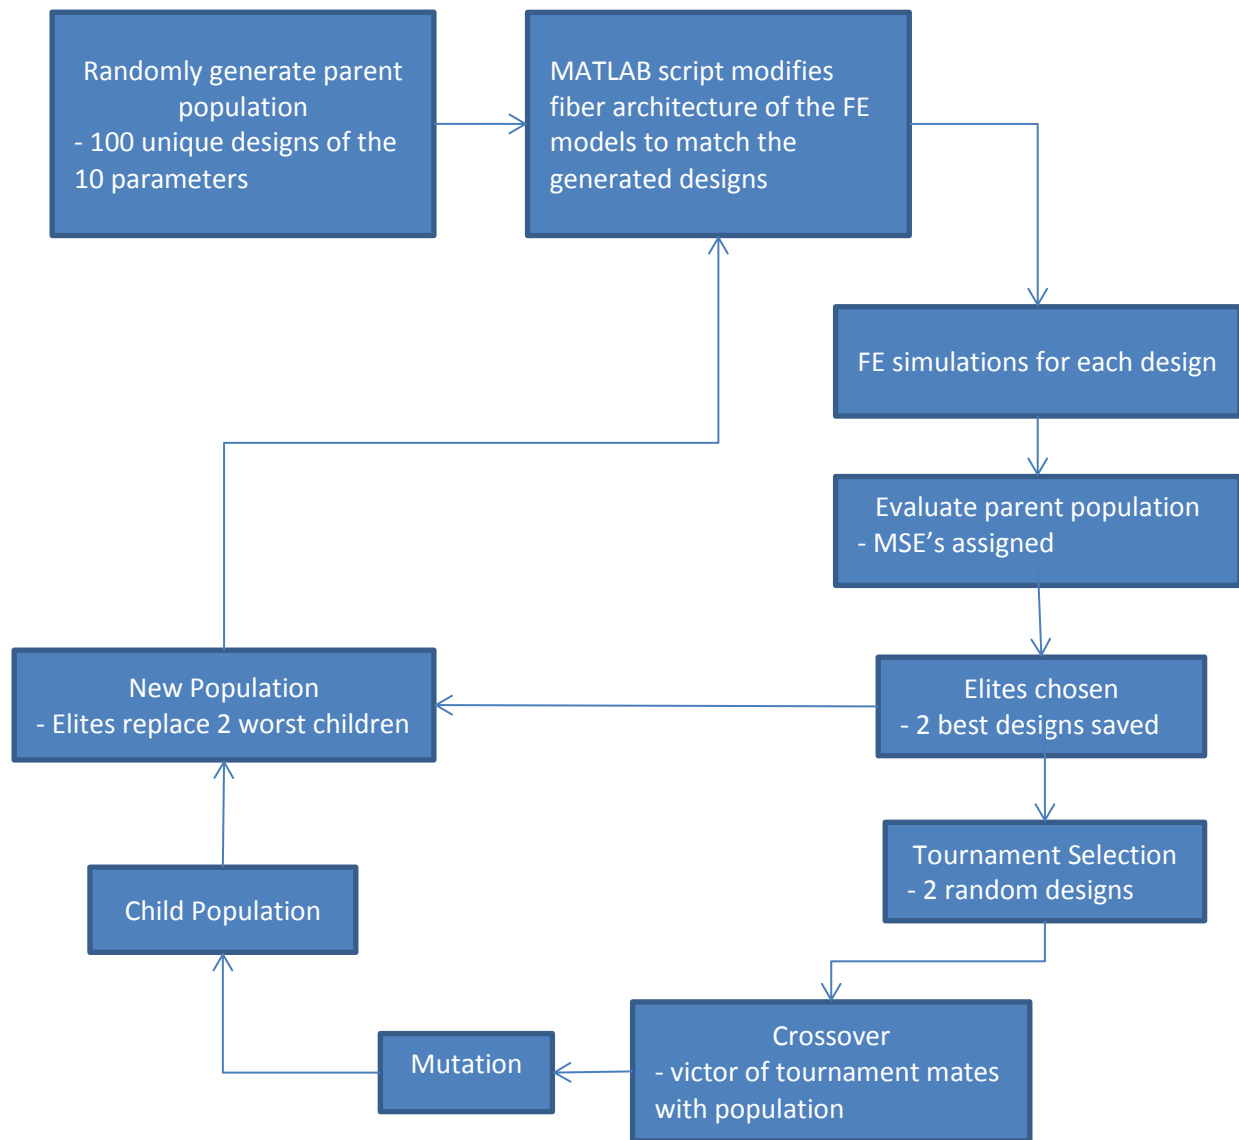 Randomly generate parent
population
- 100 unique designs of the
10 parameters
MATLAB script modifies
fiber architecture of the FE
models to match the
generated designs
FE simulations for each design
Evaluate parent population
- MSE’s assigned
New Population
- Elites replace 2 worst children
Elites chosen
- 2 best designs saved
Tournament Selection
- 2 random designs
Child Population
Crossover
- victor of tournament mates
with population
Mutation